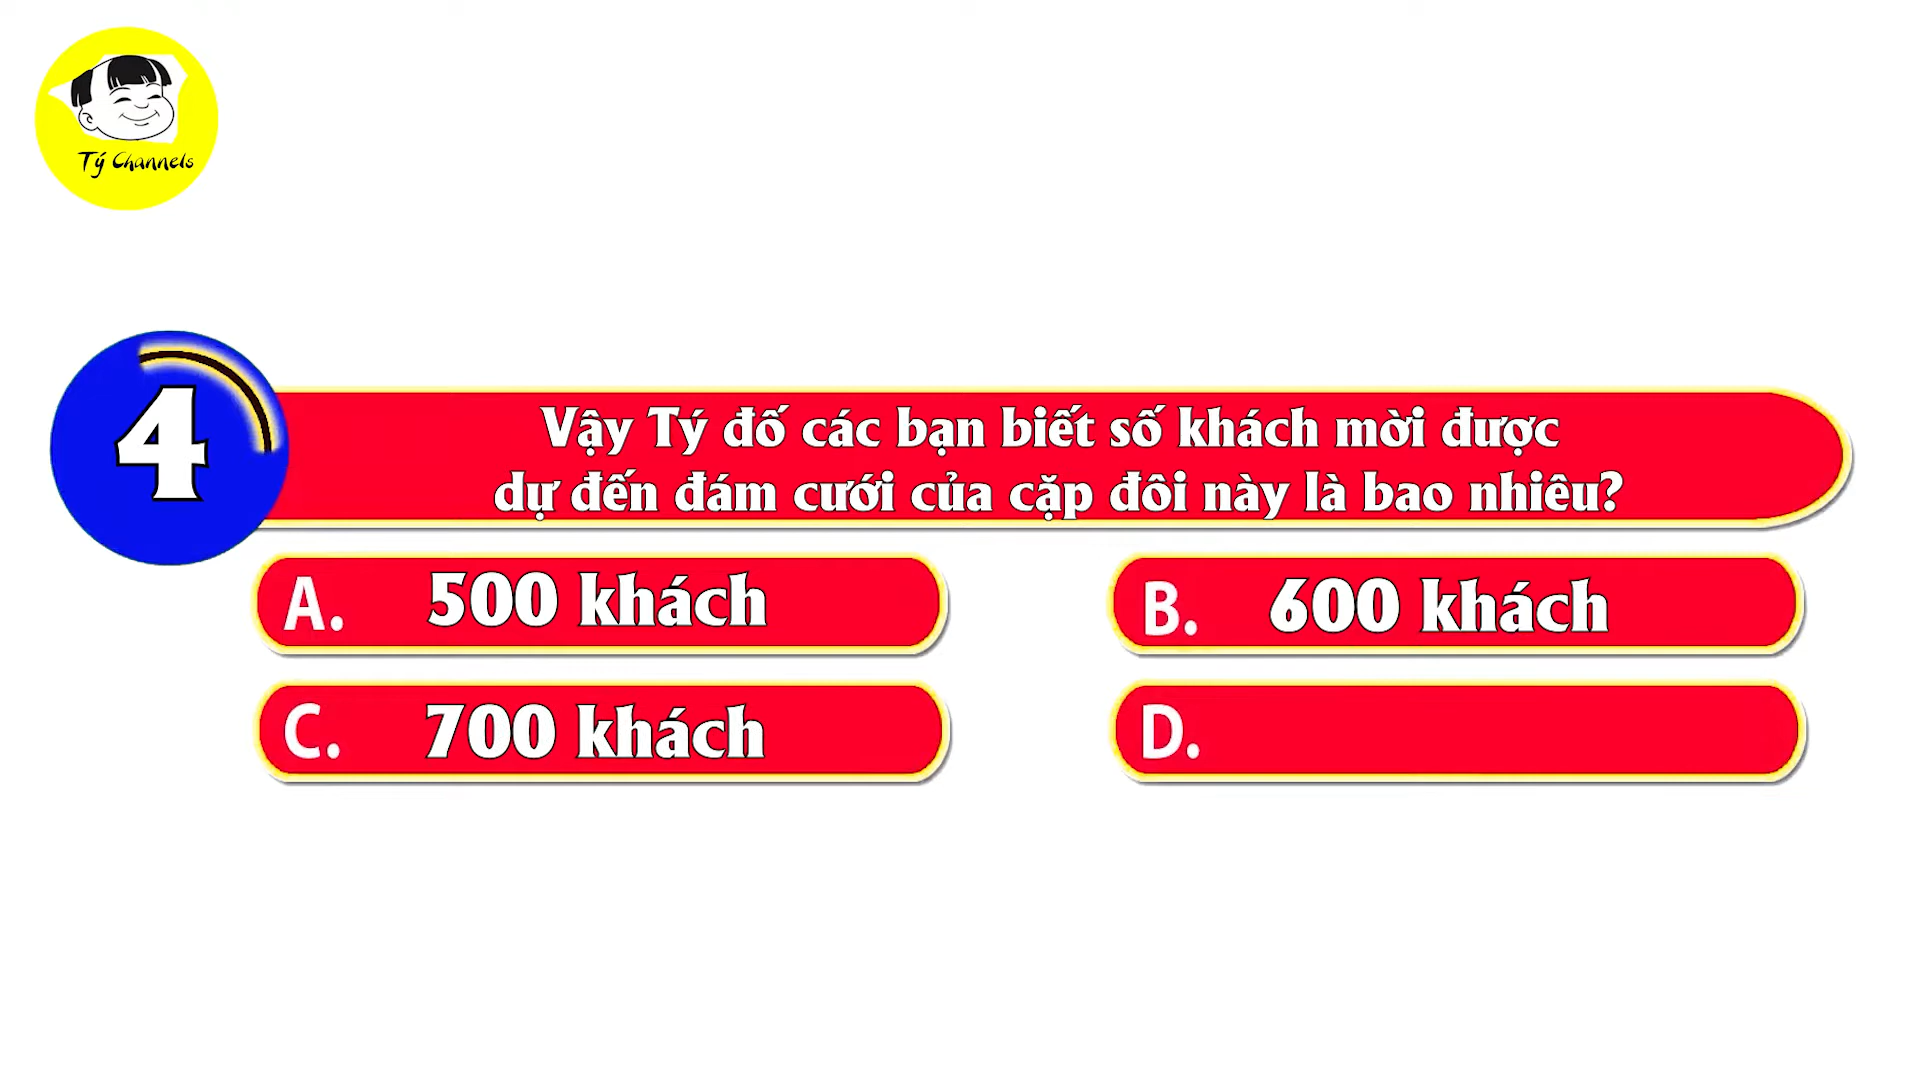 Tý Channels
4
Vậy Tý đố các bạn biết số khách mời được
dự đến đám cưới của cặp đôi này là bao nhiêu?
A. 500 khách
B. 600 khách
C. 700 khách
D.